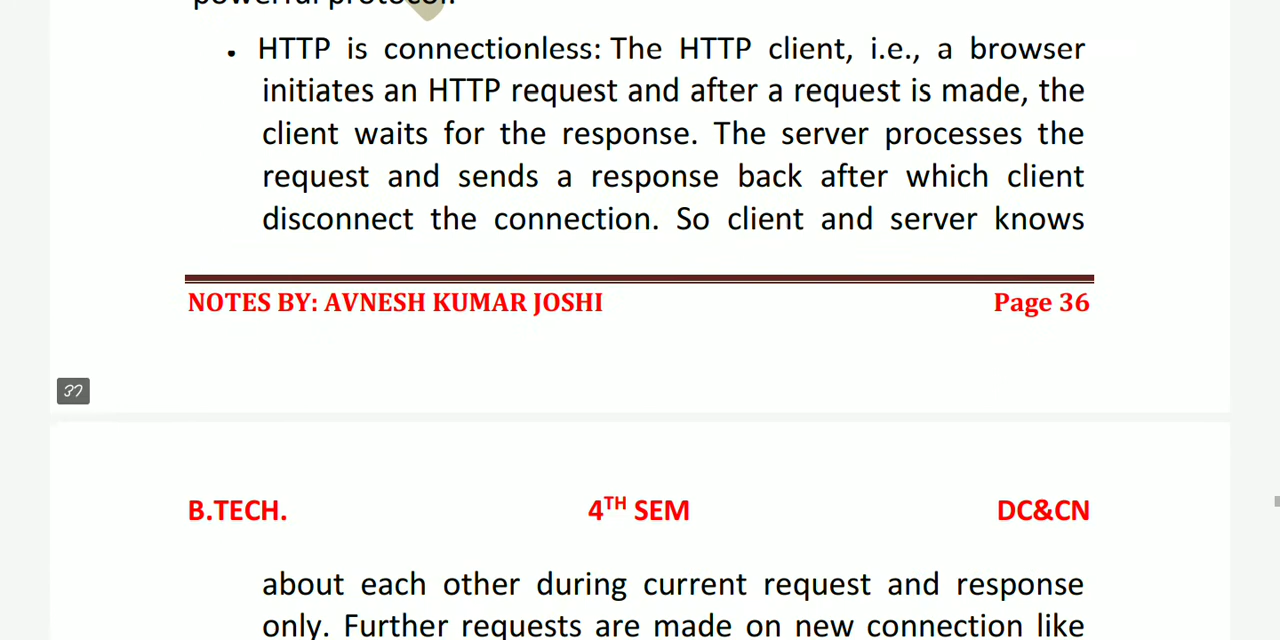 powerful protocol.
• HTTP is connectionless: The HTTP client, i.e., a browser
initiates an HTTP request and after a request is made, the
client waits for the response. The server processes the
request and sends a response back after which client
disconnect the connection. So client and server knows
NOTES BY: AVNESH KUMAR JOSHI Page 36
37
B.TECH. 4TH SEM DC&CN
about each other during current request and response
only. Further requests are made on new connection like